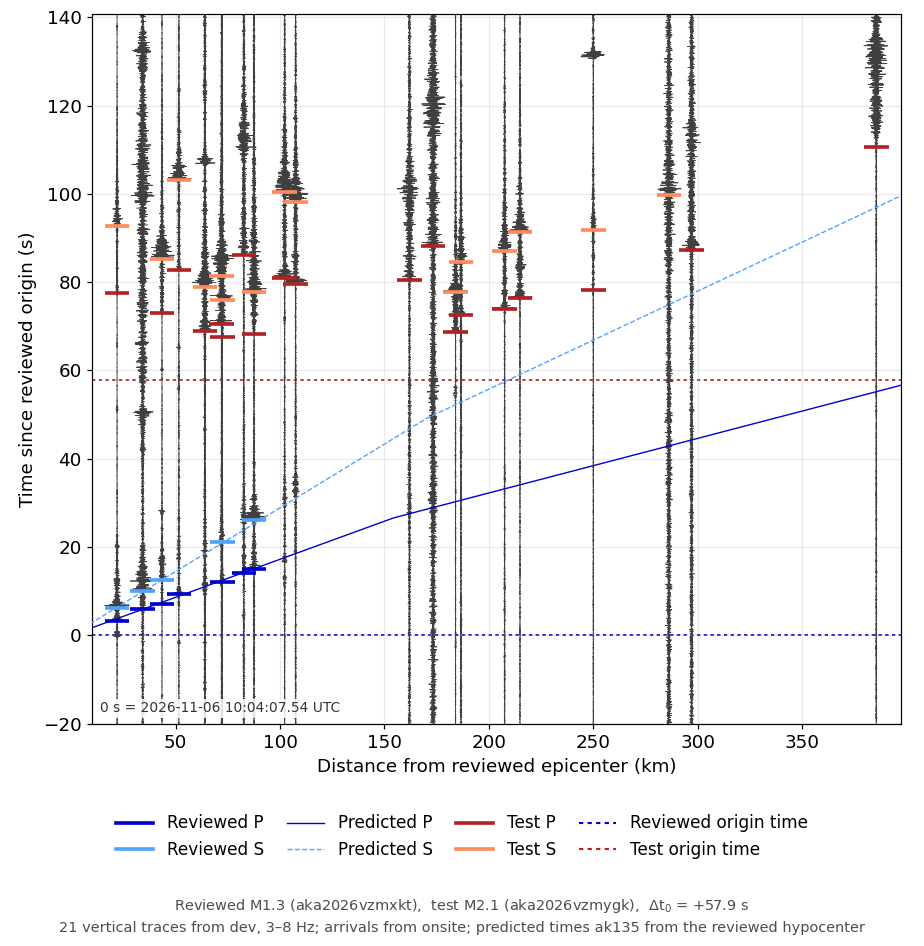 140
120
100
80
60
40
20
0
−20
Time since reviewed origin (s)
0 s = 2026-11-06 10:04:07.54 UTC
50 100 150 200 250 300 350
Distance from reviewed epicenter (km)
Reviewed P Predicted P Test P Reviewed origin time
Reviewed S Predicted S Test S Test origin time
Reviewed M1.3 (aka2026vzmxkt), test M2.1 (aka2026vzmygk), Δt₀ = +57.9 s
21 vertical traces from dev, 3–8 Hz; arrivals from onsite; predicted times ak135 from the reviewed hypocenter